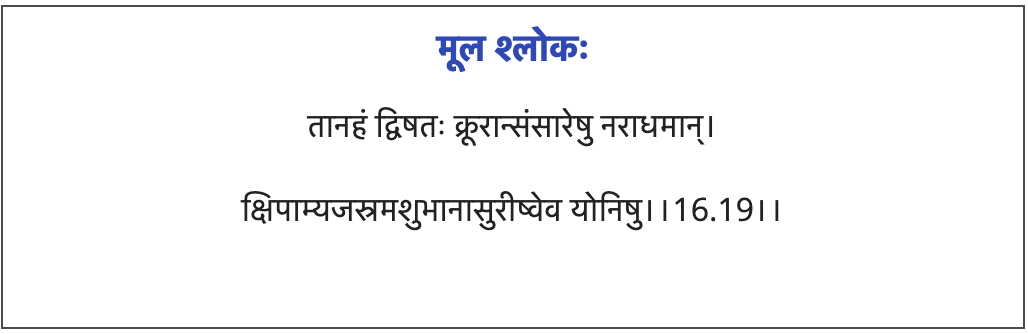 मूल श्लोकः
तानहं द्विषतः क्रूरान्संसारेषु नराधमान्।
क्षिपाम्यजस्रमशुभानासुरीष्वेव योनिषु।।16.19।।